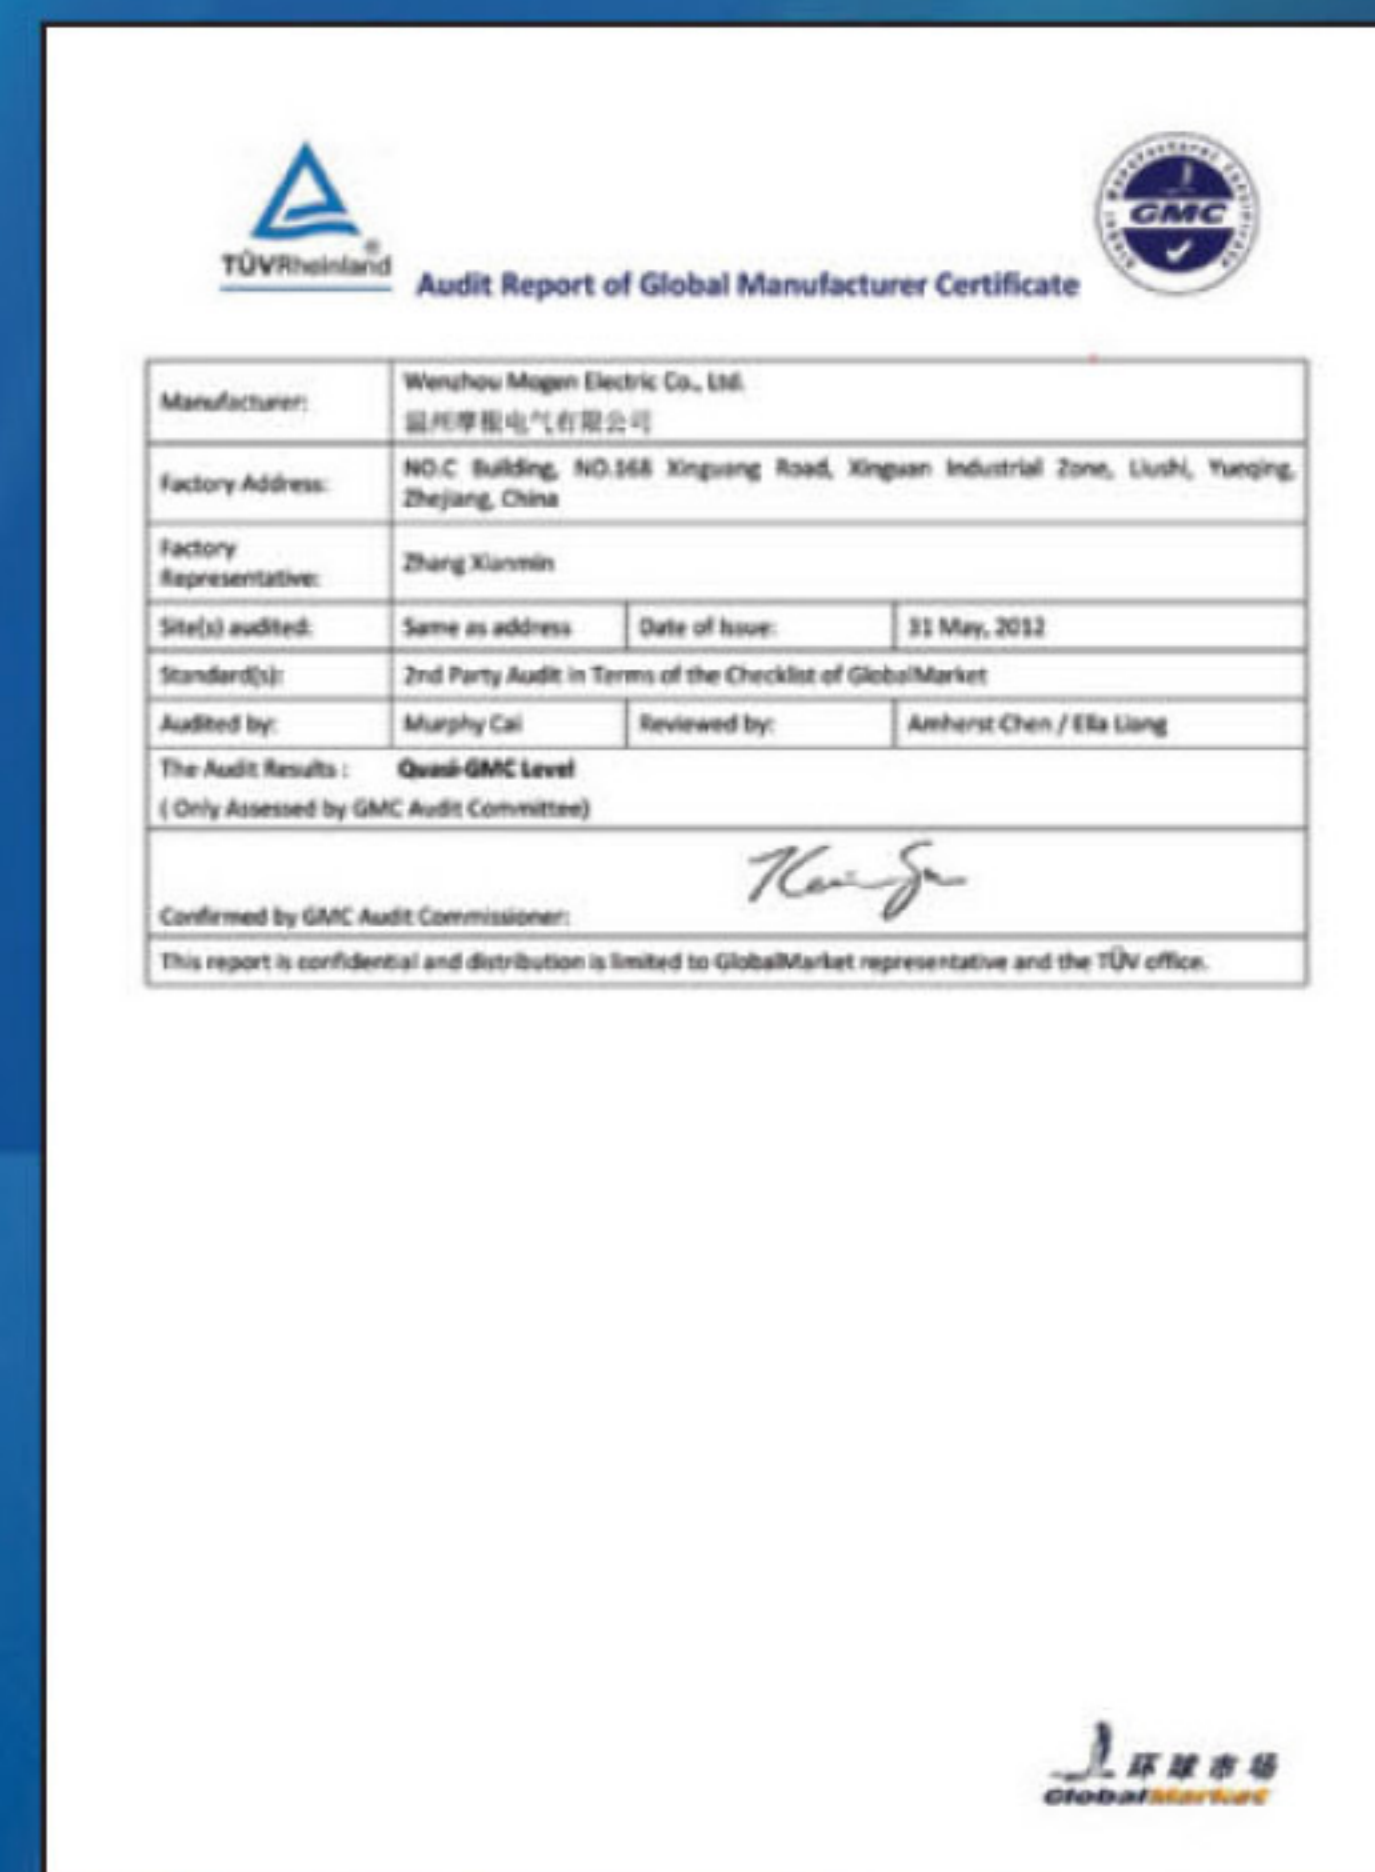 TÜVRheinland®
Global Manufacturer Certificate
GMC
Audit Report of Global Manufacturer Certificate
Manufacturer: Wenzhou Mogen Electric Co., Ltd.
温州摩根电气有限公司
Factory Address: NO.C Building, NO.168 Xinguang Road, Xinguan Industrial Zone, Liushi, Yueqing,
Zhejiang, China
Factory
Representative: Zhang Xianmin
Site(s) audited: Same as address Date of Issue: 31 May, 2012
Standard(s): 2nd Party Audit in Terms of the Checklist of GlobalMarket
Audited by: Murphy Cai Reviewed by: Amherst Chen / Ella Liang
The Audit Results : Quasi-GMC Level
( Only Assessed by GMC Audit Committee)
Confirmed by GMC Audit Commissioner:
This report is confidential and distribution is limited to GlobalMarket representative and the TÜV office.
环球市场
GlobalMarket